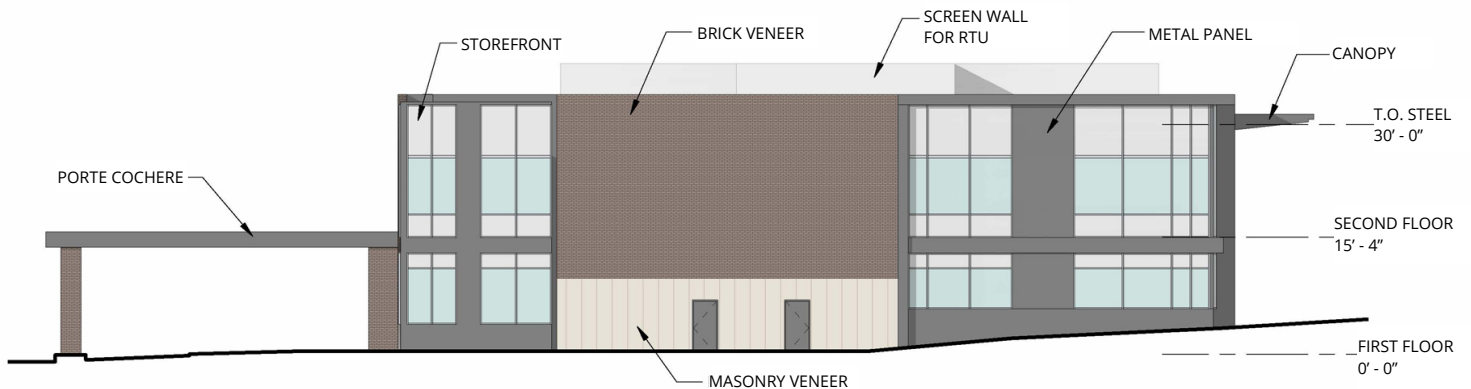 SCREEN WALL
FOR RTU
STOREFRONT
BRICK VENEER
METAL PANEL
CANOPY
T.O. STEEL
30' - 0"
PORTE COCHERE
SECOND FLOOR
15' - 4"
FIRST FLOOR
0' - 0"
MASONRY VENEER